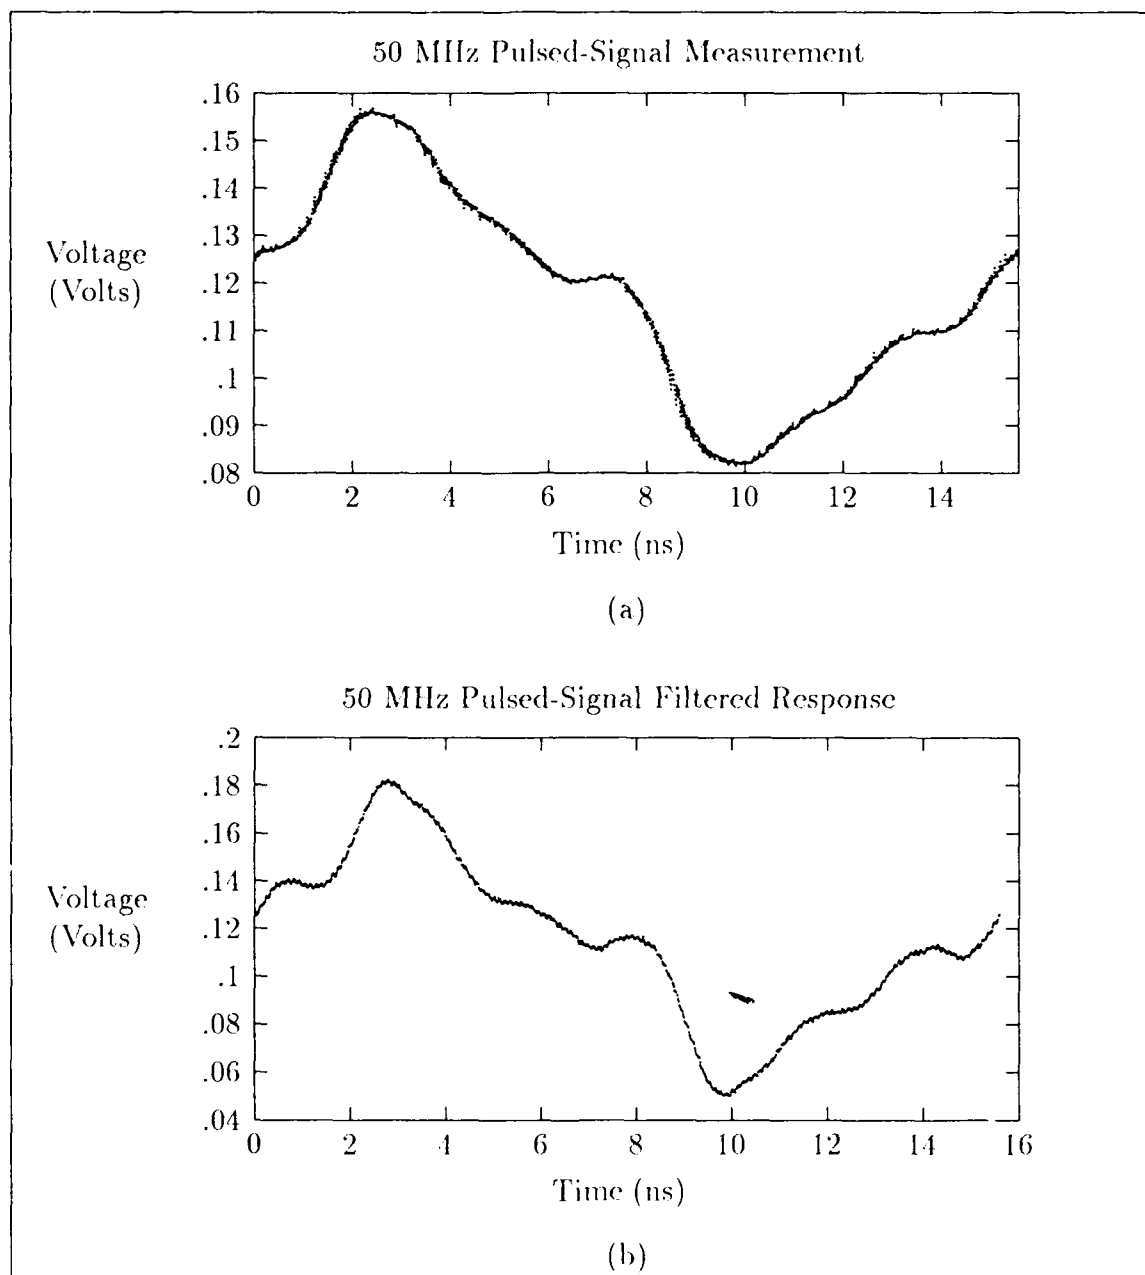 50 MHz Pulsed-Signal Measurement
.16
.15
.14
.13
.12
.11
.1
.09
.08
Voltage
(Volts)
0 2 4 6 8 10 12 14
Time (ns)
(a)
50 MHz Pulsed-Signal Filtered Response
.2
.18
.16
.14
.12
.1
.08
.06
.04
Voltage
(Volts)
0 2 4 6 8 10 12 14 16
Time (ns)
(b)